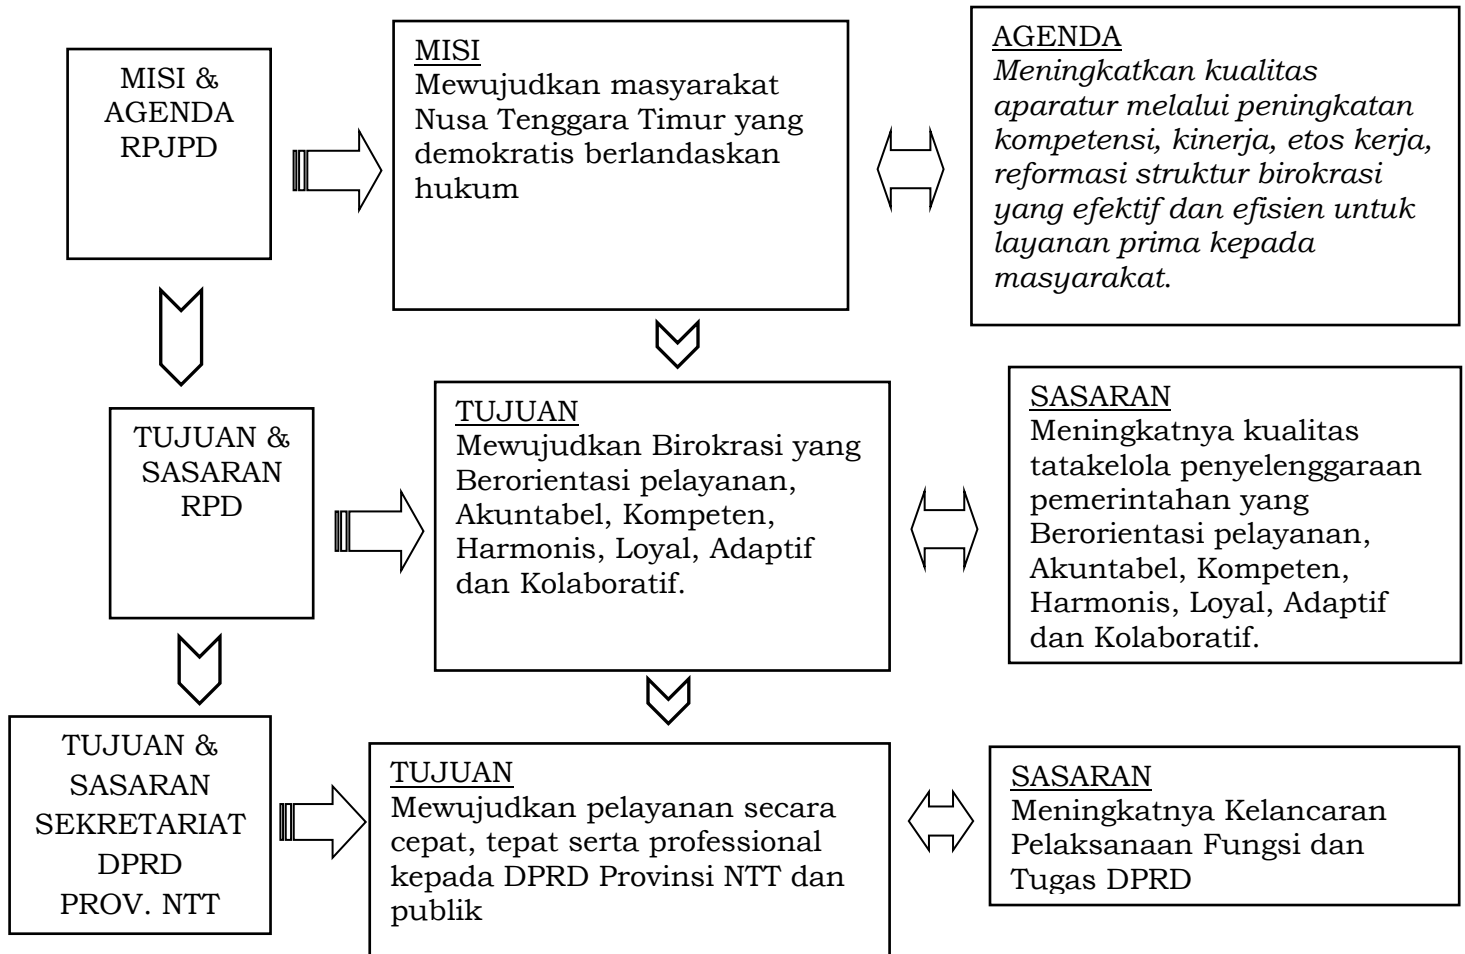 MISI &
AGENDA
RPJPD
MISI
Mewujudkan masyarakat
Nusa Tenggara Timur yang
demokratis berlandaskan
hukum
AGENDA
Meningkatkan kualitas
aparatur melalui peningkatan
kompetensi, kinerja, etos kerja,
reformasi struktur birokrasi
yang efektif dan efisien untuk
layanan prima kepada
masyarakat.
TUJUAN &
SASARAN
RPD
TUJUAN
Mewujudkan Birokrasi yang
Berorientasi pelayanan,
Akuntabel, Kompeten,
Harmonis, Loyal, Adaptif
dan Kolaboratif.
SASARAN
Meningkatnya kualitas
tatakelola penyelenggaraan
pemerintahan yang
Berorientasi pelayanan,
Akuntabel, Kompeten,
Harmonis, Loyal, Adaptif
dan Kolaboratif.
TUJUAN &
SASARAN
SEKRETARIAT
DPRD
PROV. NTT
TUJUAN
Mewujudkan pelayanan secara
cepat, tepat serta professional
kepada DPRD Provinsi NTT dan
publik
SASARAN
Meningkatnya Kelancaran
Pelaksanaan Fungsi dan
Tugas DPRD